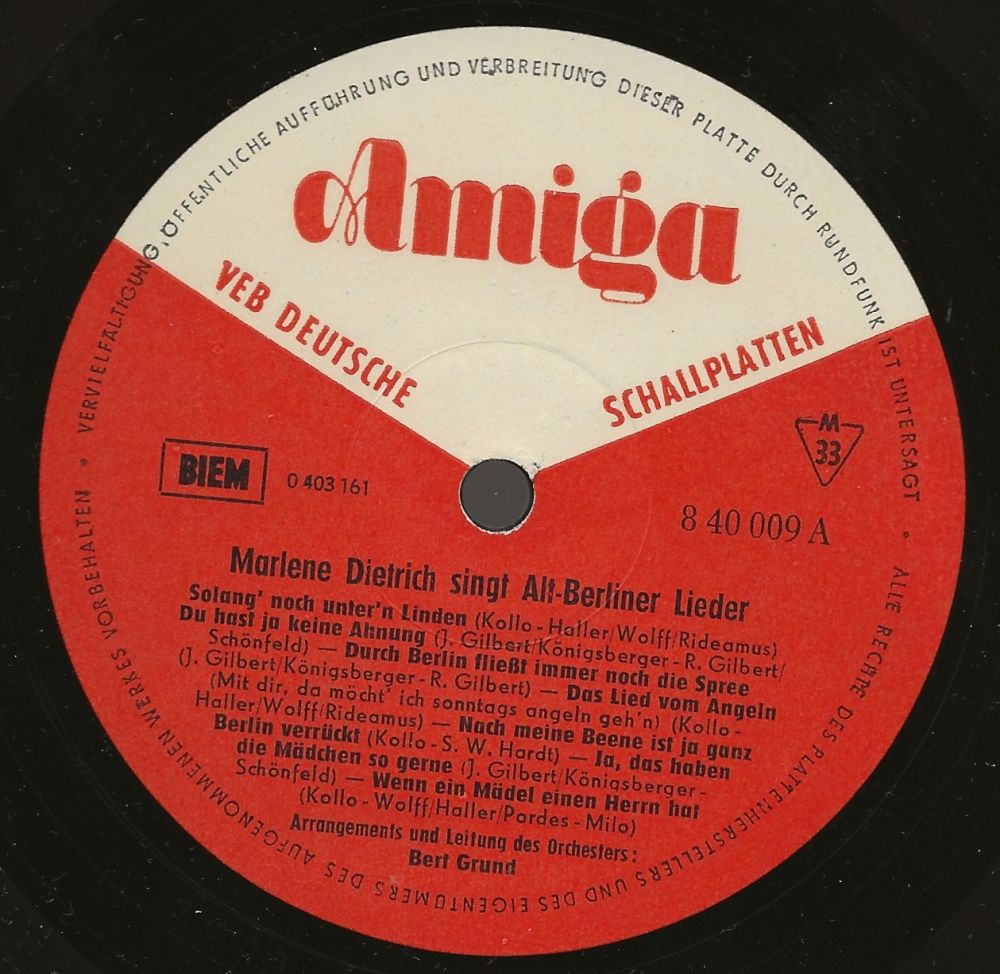 VERVIELFÄLTIGUNG, ÖFFENTLICHE AUFFÜHRUNG UND VERBREITUNG DIESER PLATTE DURCH RUNDFUNK IST UNTERSAGT • ALLE RECHTE DES PLATTENHERSTELLERS UND DES EIGENTÜMERS DES AUFGENOMMENEN WERKES VORBEHALTEN •
Amiga
VEB DEUTSCHE
SCHALLPLATTEN
M
33
BIEM
0 403 161
8 40 009 A
Marlene Dietrich singt Alt-Berliner Lieder
Solang' noch unter'n Linden (Kollo - Haller/Wolff/Rideamus)
Du hast ja keine Ahnung (J. Gilbert/Königsberger - R. Gilbert/
Schönfeld) — Durch Berlin fließt immer noch die Spree
(J. Gilbert/Königsberger - R. Gilbert) — Das Lied vom Angeln
(Mit dir, da möcht' ich sonntags angeln geh'n) (Kollo -
Haller/Wolff/Rideamus) — Nach meine Beene ist ja ganz
Berlin verrückt (Kollo - S. W. Hardt) — Ja, das haben
die Mädchen so gerne (J. Gilbert/Königsberger -
Schönfeld) — Wenn ein Mädel einen Herrn hat
(Kollo - Wolff/Haller/Pordes - Milo)
Arrangements und Leitung des Orchesters:
Bert Grund